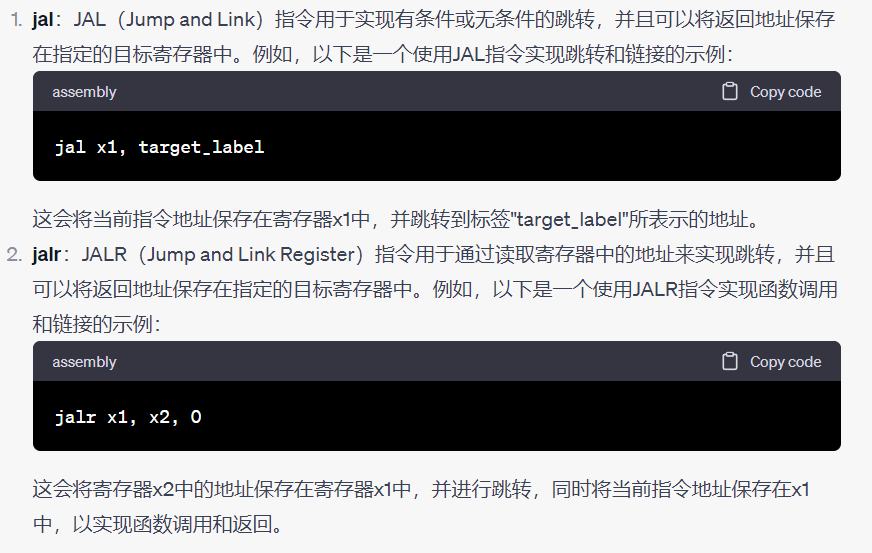 1. jal：JAL（Jump and Link）指令用于实现有条件或无条件的跳转，并且可以将返回地址保存
在指定的目标寄存器中。例如，以下是一个使用JAL指令实现跳转和链接的示例：
assembly Copy code
jal x1, target_label
这会将当前指令地址保存在寄存器x1中，并跳转到标签"target_label"所表示的地址。
2. jalr：JALR（Jump and Link Register）指令用于通过读取寄存器中的地址来实现跳转，并且
可以将返回地址保存在指定的目标寄存器中。例如，以下是一个使用JALR指令实现函数调用
和链接的示例：
assembly Copy code
jalr x1, x2, 0
这会将寄存器x2中的地址保存在寄存器x1中，并进行跳转，同时将当前指令地址保存在x1
中，以实现函数调用和返回。